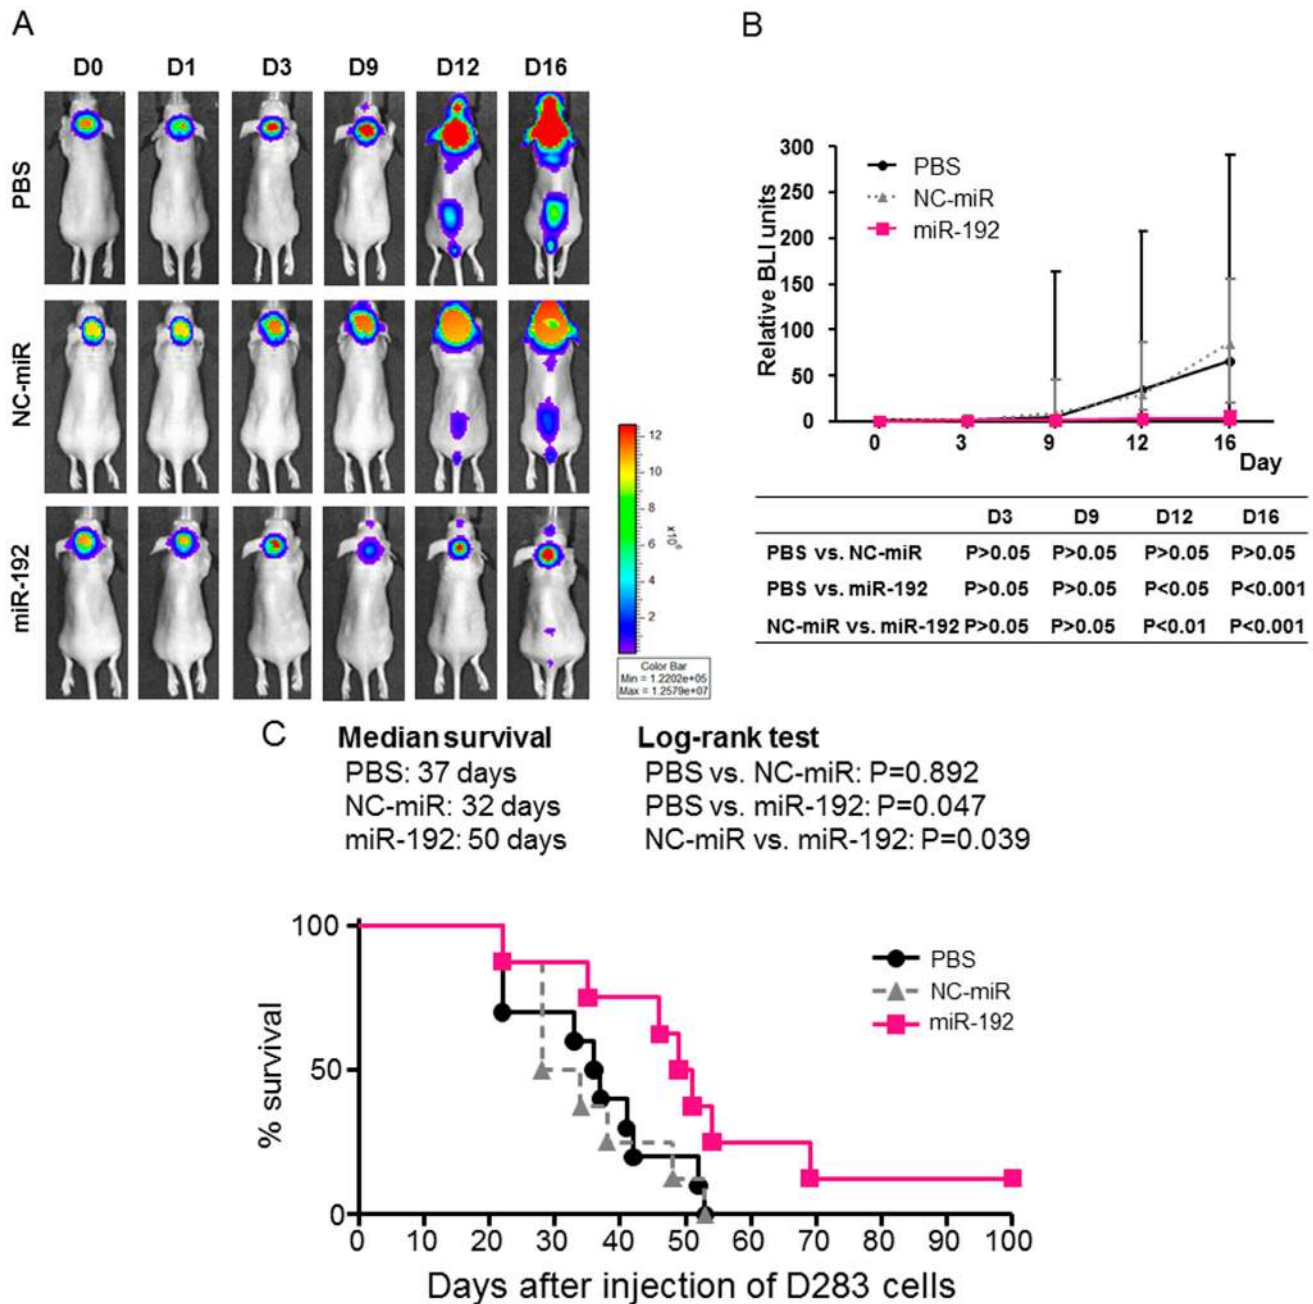 A
D0 D1 D3 D9 D12 D16
PBS
NC-miR
miR-192
12
10
8
6
4
2
x10⁶
Color Bar
Min = 1.2202e+05
Max = 1.2579e+07
B
Relative BLI units
300
250
200
150
100
50
0
PBS
NC-miR
miR-192
0 3 9 12 16
Day
D3 D9 D12 D16
PBS vs. NC-miR P>0.05 P>0.05 P>0.05 P>0.05
PBS vs. miR-192 P>0.05 P>0.05 P<0.05 P<0.001
NC-miR vs. miR-192 P>0.05 P>0.05 P<0.01 P<0.001
C
Median survival
PBS: 37 days
NC-miR: 32 days
miR-192: 50 days
Log-rank test
PBS vs. NC-miR: P=0.892
PBS vs. miR-192: P=0.047
NC-miR vs. miR-192: P=0.039
% survival
100
50
0
PBS
NC-miR
miR-192
0 10 20 30 40 50 60 70 80 90 100
Days after injection of D283 cells